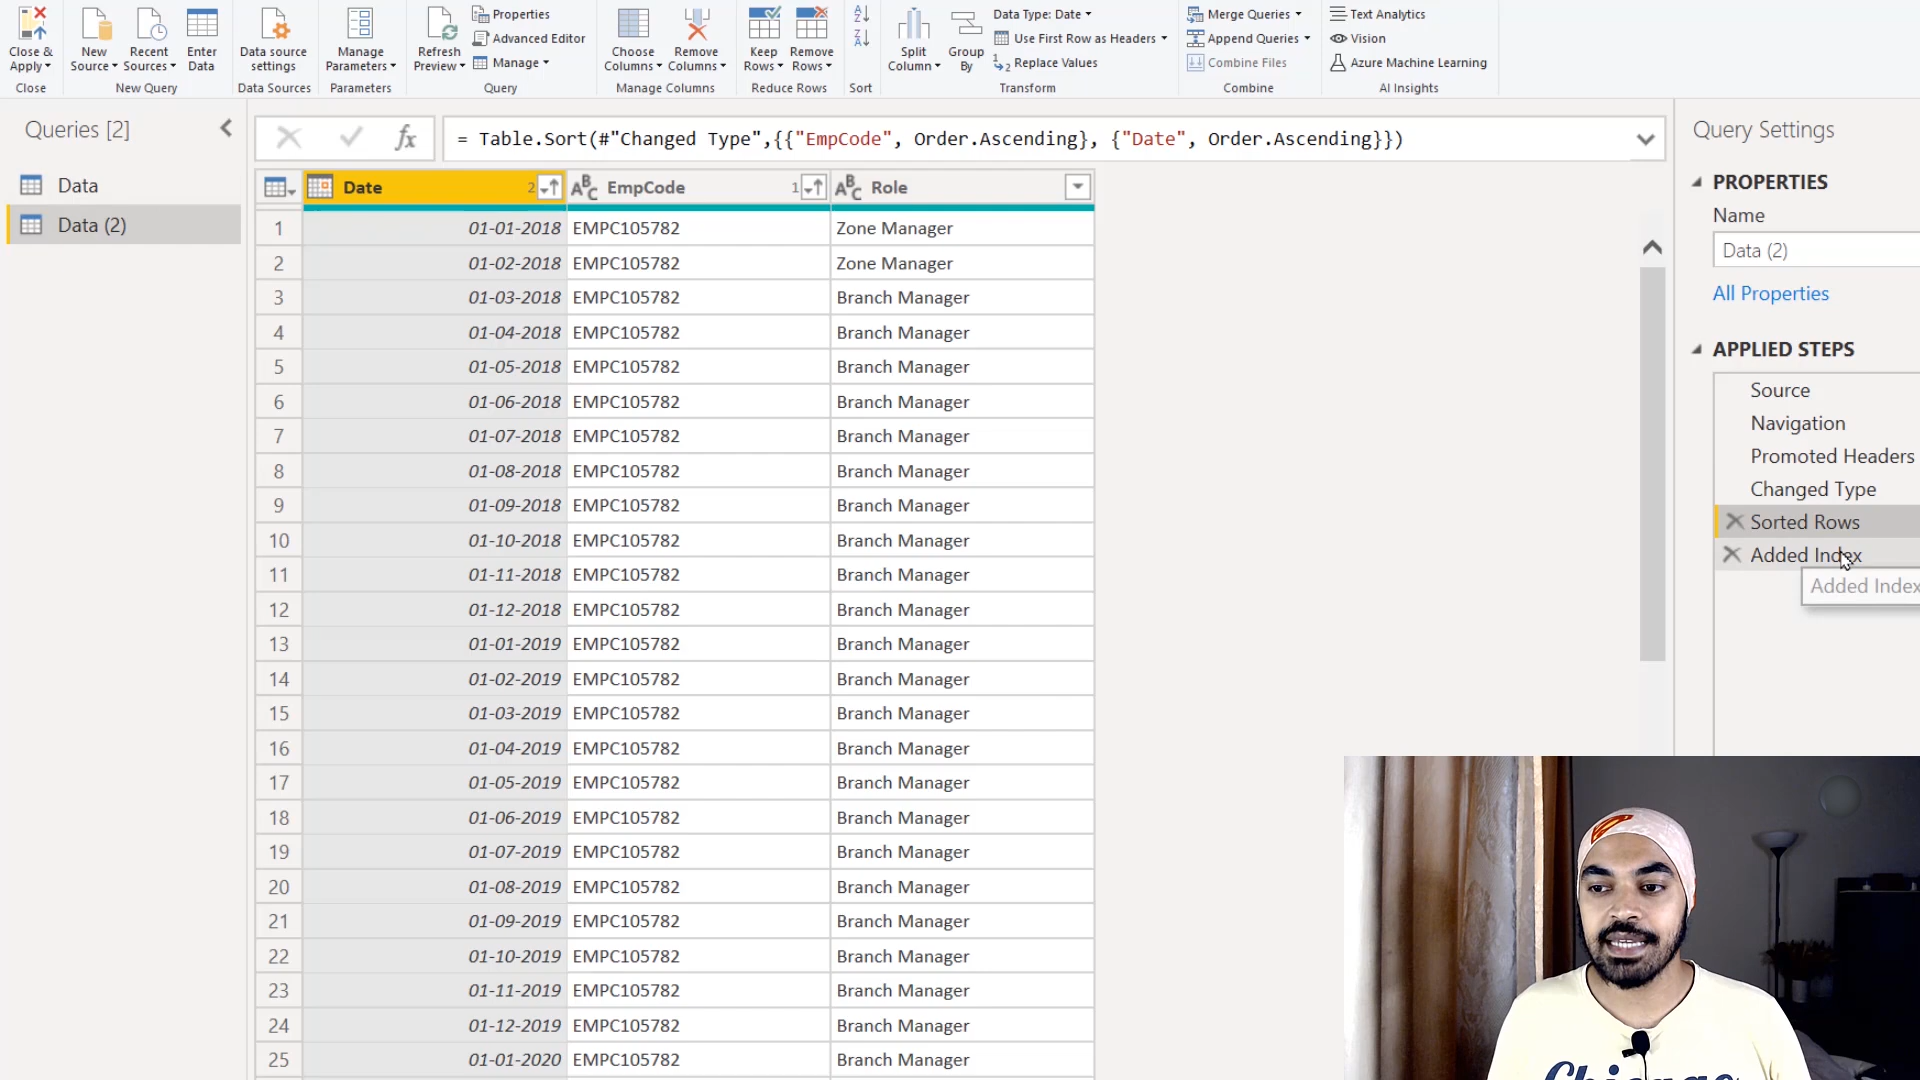 Close & Apply
Close
New Source
Recent Sources
Enter Data
New Query
Data source settings
Data Sources
Manage Parameters
Parameters
Refresh Preview
Properties
Advanced Editor
Manage
Query
Choose Columns
Remove Columns
Manage Columns
Keep Rows
Remove Rows
Reduce Rows
Sort
Split Column
Group By
Data Type: Date
Use First Row as Headers
Replace Values
Transform
Merge Queries
Append Queries
Combine Files
Combine
Text Analytics
Vision
Azure Machine Learning
AI Insights
Queries [2]
Data
Data (2)
fx
= Table.Sort(#"Changed Type",{{"EmpCode", Order.Ascending}, {"Date", Order.Ascending}})
Date 2 ABC EmpCode 1 ABC Role
1 01-01-2018 EMPC105782 Zone Manager
2 01-02-2018 EMPC105782 Zone Manager
3 01-03-2018 EMPC105782 Branch Manager
4 01-04-2018 EMPC105782 Branch Manager
5 01-05-2018 EMPC105782 Branch Manager
6 01-06-2018 EMPC105782 Branch Manager
7 01-07-2018 EMPC105782 Branch Manager
8 01-08-2018 EMPC105782 Branch Manager
9 01-09-2018 EMPC105782 Branch Manager
10 01-10-2018 EMPC105782 Branch Manager
11 01-11-2018 EMPC105782 Branch Manager
12 01-12-2018 EMPC105782 Branch Manager
13 01-01-2019 EMPC105782 Branch Manager
14 01-02-2019 EMPC105782 Branch Manager
15 01-03-2019 EMPC105782 Branch Manager
16 01-04-2019 EMPC105782 Branch Manager
17 01-05-2019 EMPC105782 Branch Manager
18 01-06-2019 EMPC105782 Branch Manager
19 01-07-2019 EMPC105782 Branch Manager
20 01-08-2019 EMPC105782 Branch Manager
21 01-09-2019 EMPC105782 Branch Manager
22 01-10-2019 EMPC105782 Branch Manager
23 01-11-2019 EMPC105782 Branch Manager
24 01-12-2019 EMPC105782 Branch Manager
25 01-01-2020 EMPC105782 Branch Manager
Query Settings
PROPERTIES
Name
Data (2)
All Properties
APPLIED STEPS
Source
Navigation
Promoted Headers
Changed Type
Sorted Rows
Added Index
Added Index